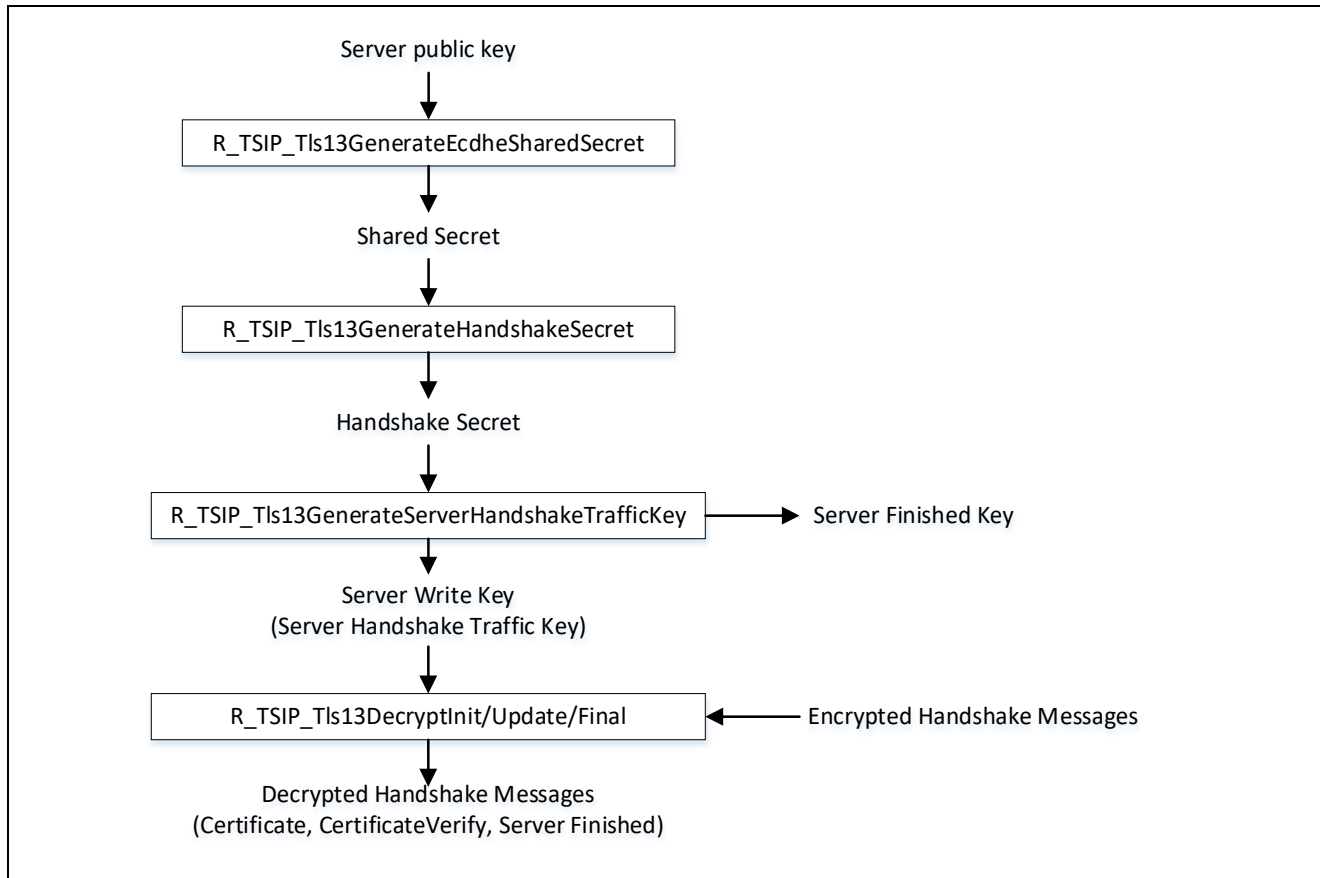 Server public key
R_TSIP_Tls13GenerateEcdheSharedSecret
Shared Secret
R_TSIP_Tls13GenerateHandshakeSecret
Handshake Secret
R_TSIP_Tls13GenerateServerHandshakeTrafficKey
Server Finished Key
Server Write Key
(Server Handshake Traffic Key)
R_TSIP_Tls13DecryptInit/Update/Final
Encrypted Handshake Messages
Decrypted Handshake Messages
(Certificate, CertificateVerify, Server Finished)